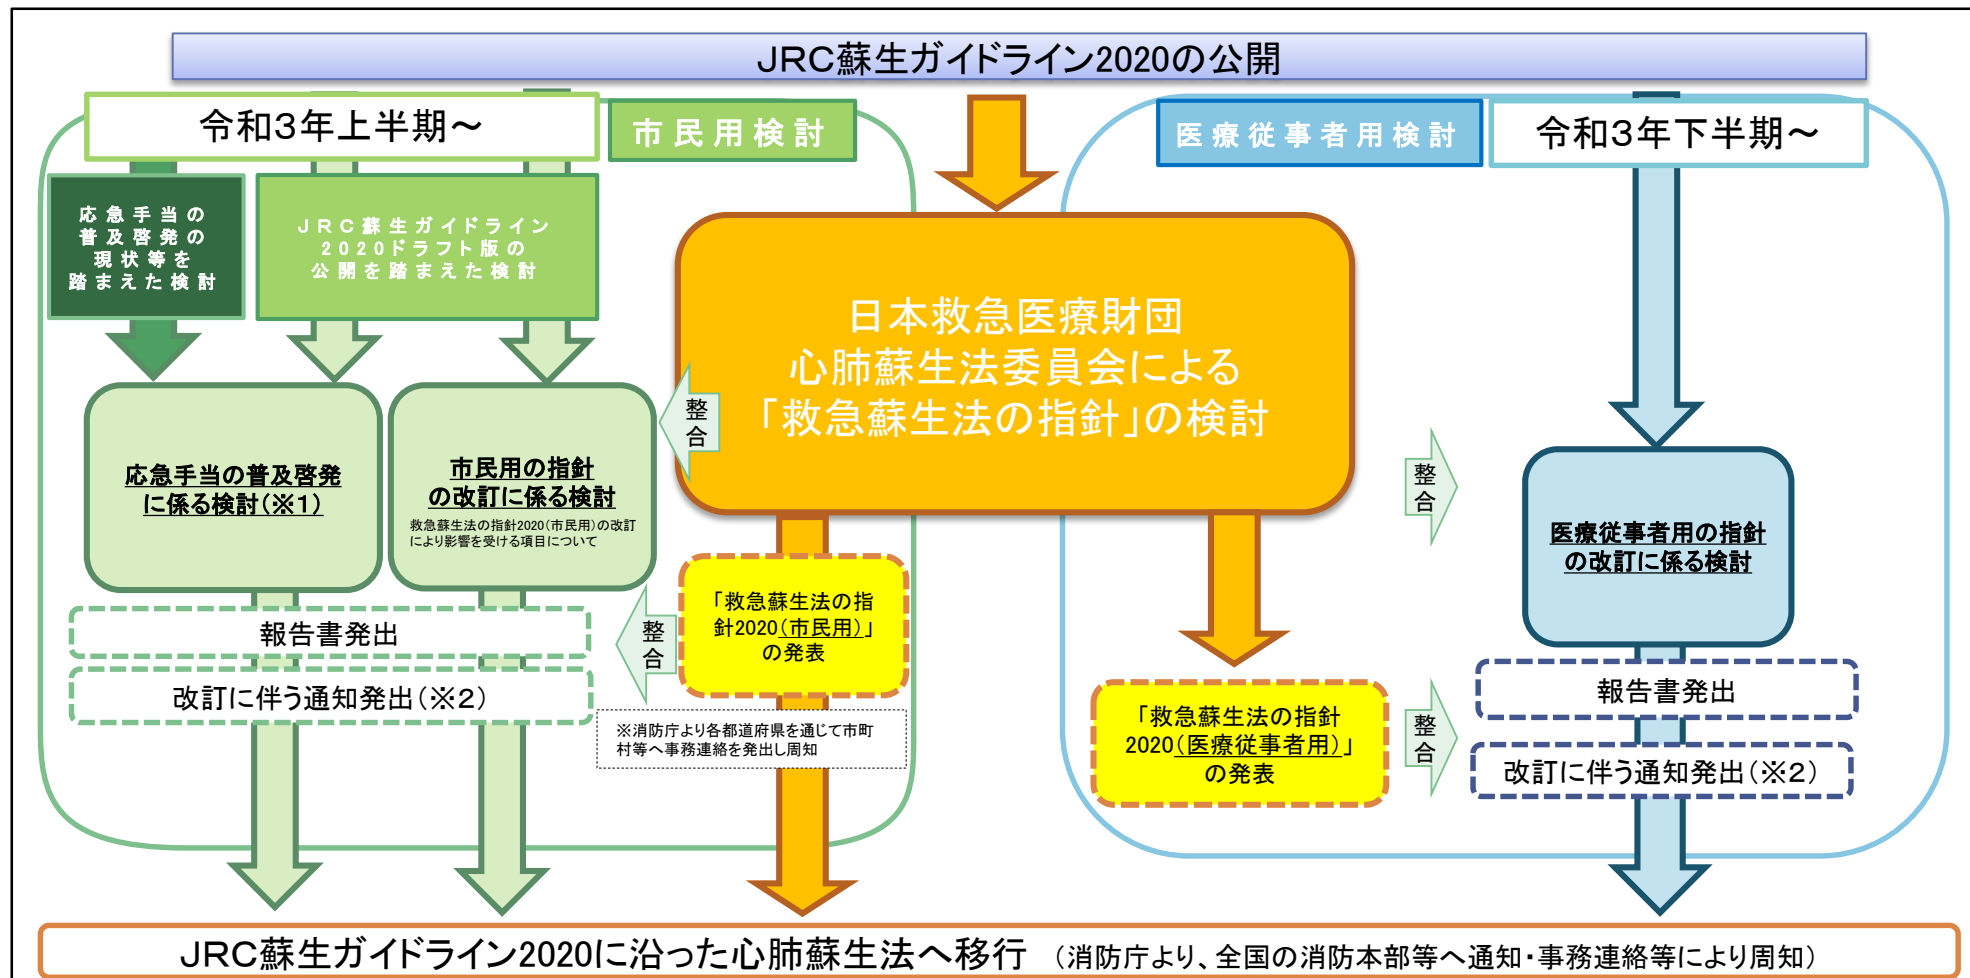 JRC蘇生ガイドライン2020の公開
令和3年上半期～
市民用検討
医療従事者用検討
令和3年下半期～
応急手当の
普及啓発の
現状等を
踏まえた検討
JRC蘇生ガイドライン
2020ドラフト版の
公開を踏まえた検討
日本救急医療財団
心肺蘇生法委員会による
「救急蘇生法の指針」の検討
整合
整合
応急手当の普及啓発
に係る検討(※1)
市民用の指針
の改訂に係る検討
救急蘇生法の指針2020(市民用)の改訂
により影響を受ける項目について
医療従事者用の指針
の改訂に係る検討
「救急蘇生法の指
針2020(市民用)」
の発表
整合
報告書発出
改訂に伴う通知発出(※2)
※消防庁より各都道府県を通じて市町
村等へ事務連絡を発出し周知
「救急蘇生法の指針
2020(医療従事者用)」
の発表
整合
報告書発出
改訂に伴う通知発出(※2)
JRC蘇生ガイドライン2020に沿った心肺蘇生法へ移行 (消防庁より、全国の消防本部等へ通知・事務連絡等により周知)